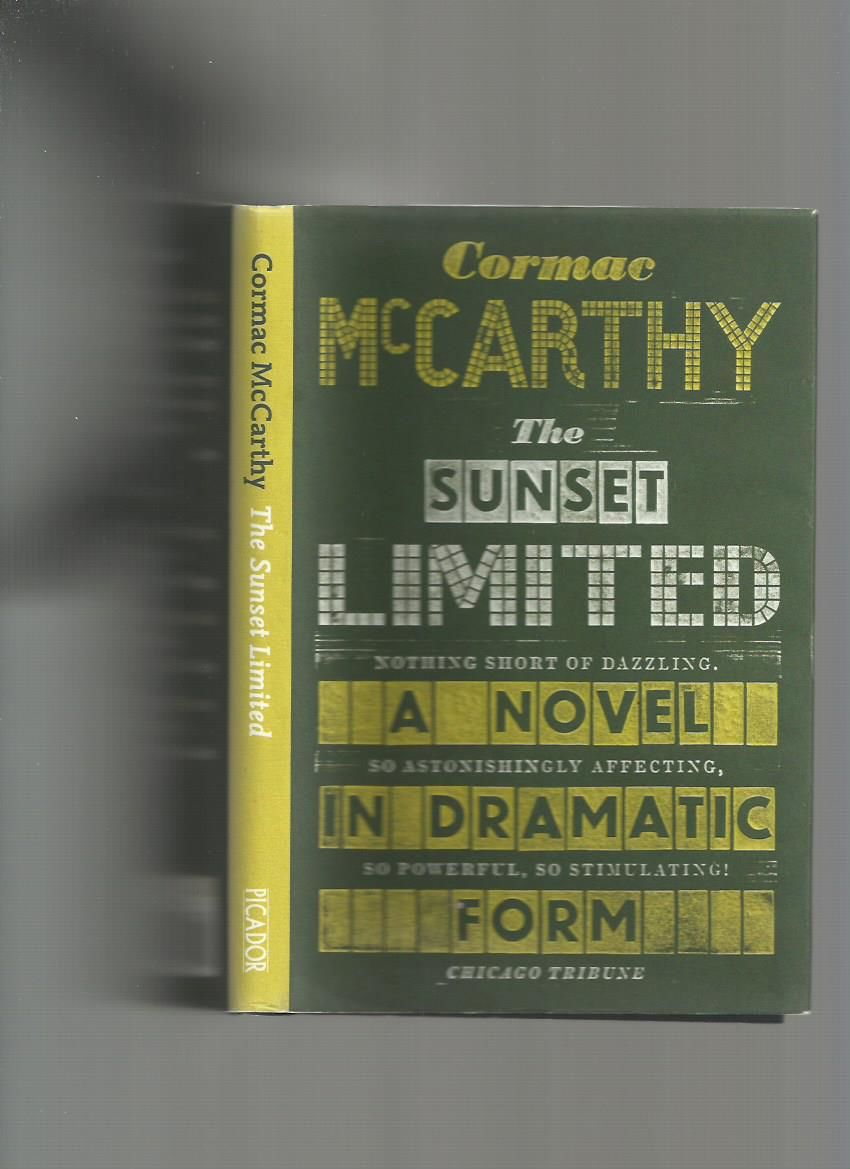 Cormac McCarthy The Sunset Limited
PICADOR
Cormac
McCARTHY
The
SUNSET
LIMITED
NOTHING SHORT OF DAZZLING.
A NOVEL
SO ASTONISHINGLY AFFECTING,
IN DRAMATIC
SO POWERFUL, SO STIMULATING!
FORM
CHICAGO TRIBUNE